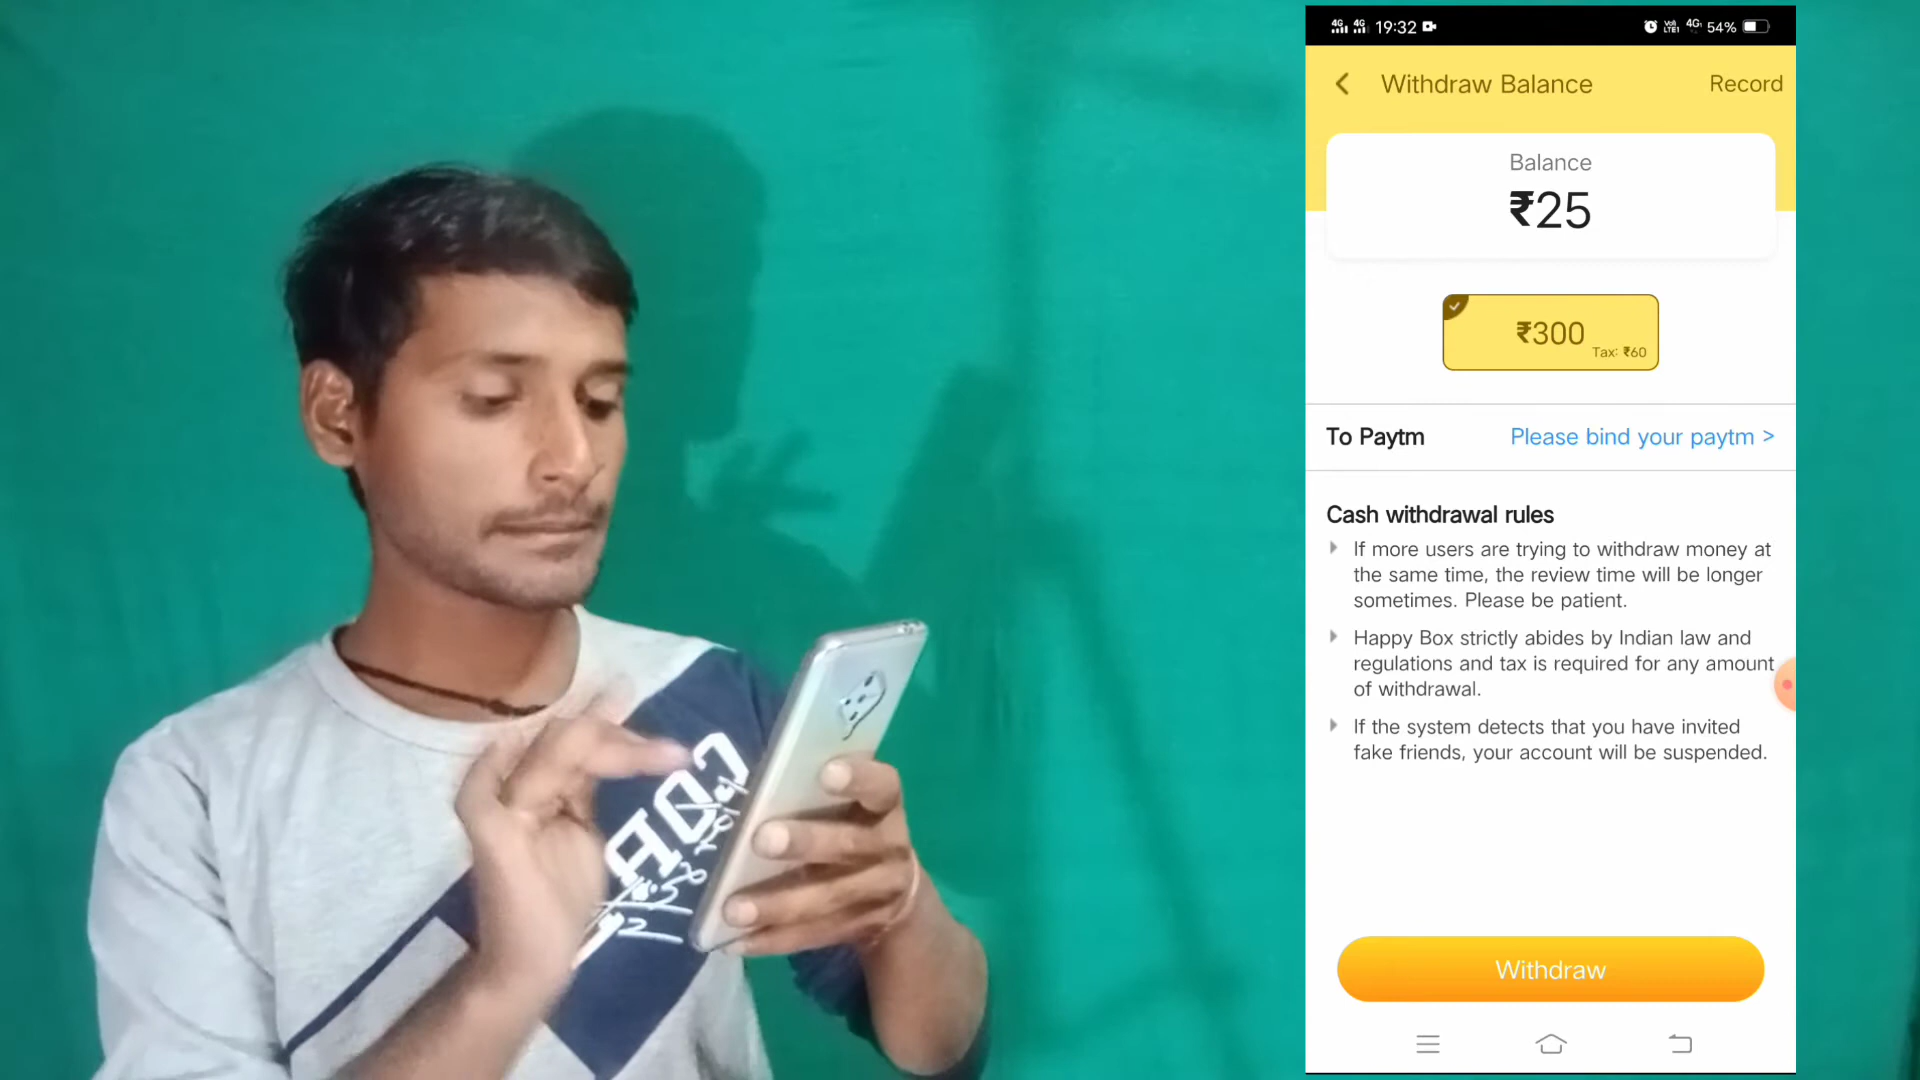 4G 4G 19:32
4G 54%
Withdraw Balance
Record
Balance
₹25
₹300
Tax: ₹60
To Paytm
Please bind your paytm >
Cash withdrawal rules
If more users are trying to withdraw money at
the same time, the review time will be longer
sometimes. Please be patient.
Happy Box strictly abides by Indian law and
regulations and tax is required for any amount
of withdrawal.
If the system detects that you have invited
fake friends, your account will be suspended.
Withdraw